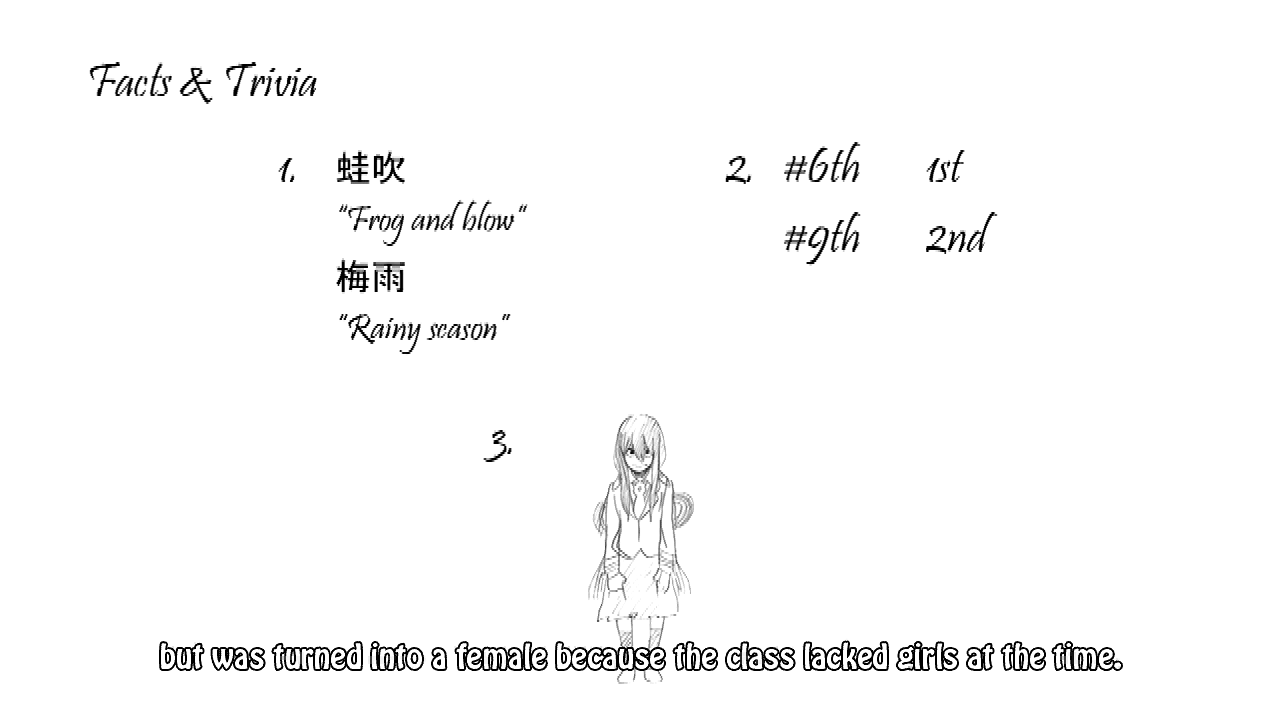 Facts & Trivia
1. 蛙吹
"Frog and blow"
梅雨
"Rainy season"
2. #6th 1st
#9th 2nd
3.
but was turned into a female because the class lacked girls at the time.